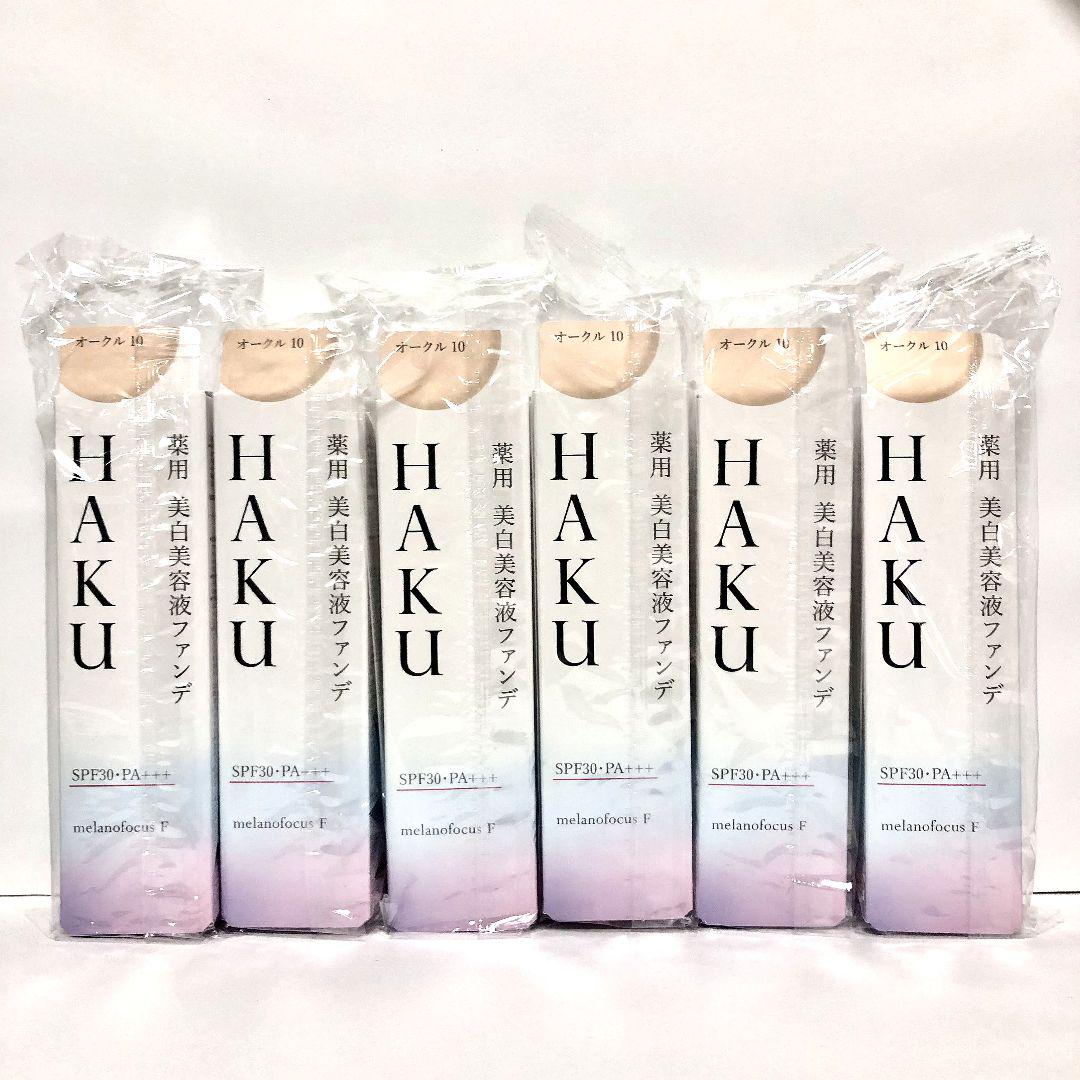 オークル 10
HAKU
薬用 美白美容液ファンデ
SPF30・PA+++
melanofocus F
オークル 10
HAKU
薬用 美白美容液ファンデ
SPF30・PA+++
melanofocus F
オークル 10
HAKU
薬用 美白美容液ファンデ
SPF30・PA+++
melanofocus F
オークル 10
HAKU
薬用 美白美容液ファンデ
SPF30・PA+++
melanofocus F
オークル 10
HAKU
薬用 美白美容液ファンデ
SPF30・PA+++
melanofocus F
オークル 10
HAKU
薬用 美白美容液ファンデ
SPF30・PA+++
melanofocus F